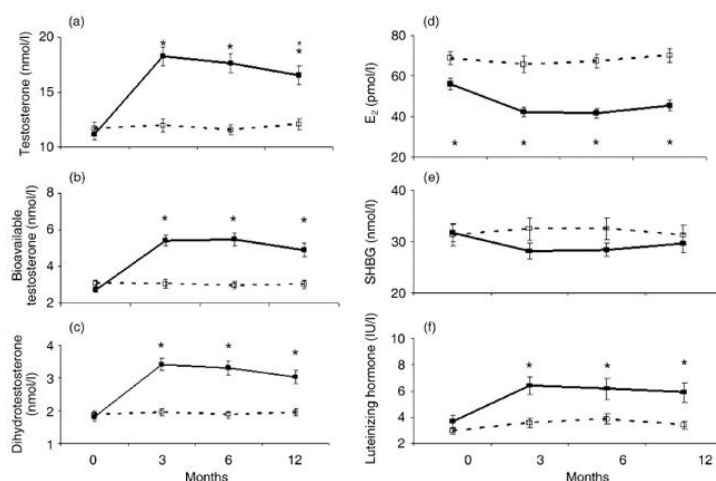 (a)
Testosterone (nmol/l)
20
15
10
* * * *
(b)
Bioavailable testosterone (nmol/l)
8
6
4
2
* * *
(c)
Dihydrotestosterone (nmol/l)
4
3
2
1
* * *
0 3 6 12
Months
(d)
E2 (pmol/l)
80
60
40
* * * *
(e)
SHBG (nmol/l)
40
30
20
(f)
Luteinizing hormone (IU/l)
10
8
6
4
2
* * *
0 3 6 12
Months